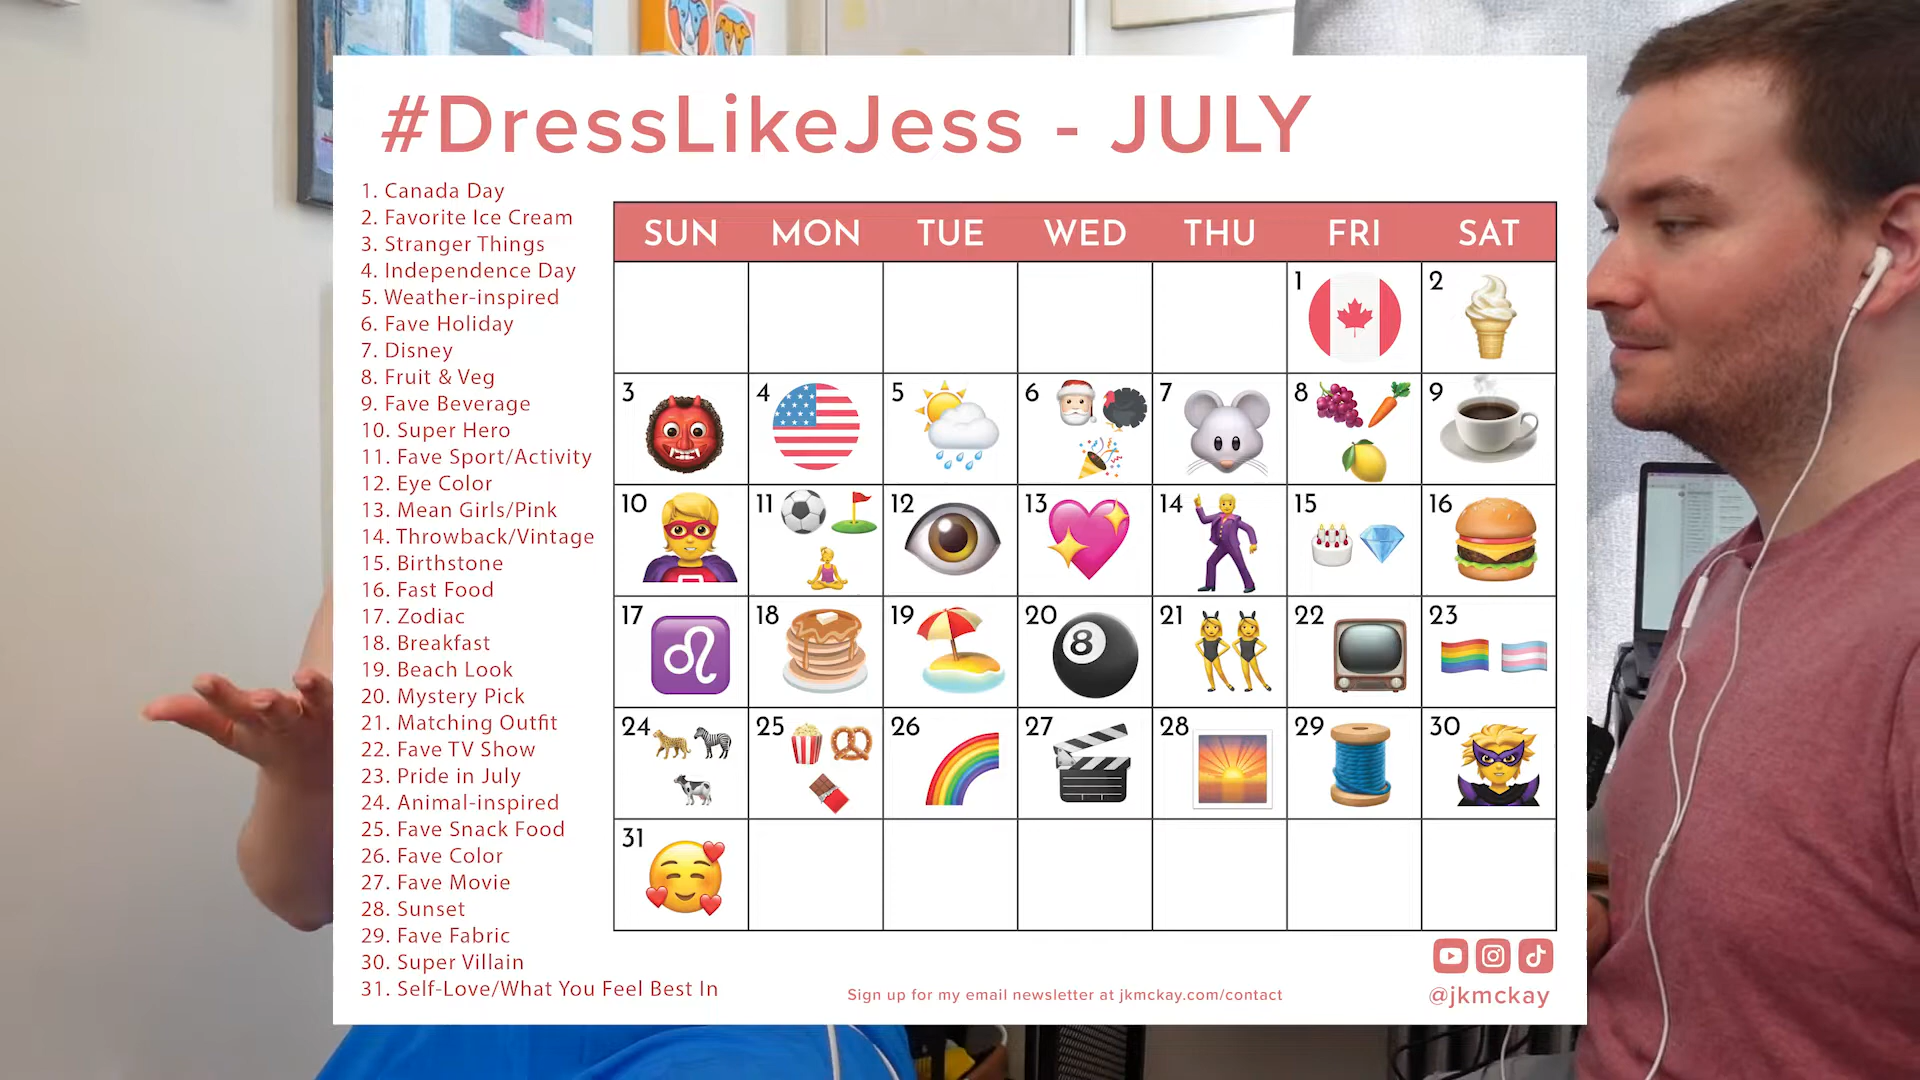 #DressLikeJess - JULY
1. Canada Day
2. Favorite Ice Cream
3. Stranger Things
4. Independence Day
5. Weather-inspired
6. Fave Holiday
7. Disney
8. Fruit & Veg
9. Fave Beverage
10. Super Hero
11. Fave Sport/Activity
12. Eye Color
13. Mean Girls/Pink
14. Throwback/Vintage
15. Birthstone
16. Fast Food
17. Zodiac
18. Breakfast
19. Beach Look
20. Mystery Pick
21. Matching Outfit
22. Fave TV Show
23. Pride in July
24. Animal-inspired
25. Fave Snack Food
26. Fave Color
27. Fave Movie
28. Sunset
29. Fave Fabric
30. Super Villain
31. Self-Love/What You Feel Best In
SUN MON TUE WED THU FRI SAT
1 2
3 4 5 6 7 8 9
10 11 12 13 14 15 16
17 18 19 20 21 22 23
8
24 25 26 27 28 29 30
31
Sign up for my email newsletter at jkmckay.com/contact
@jkmckay